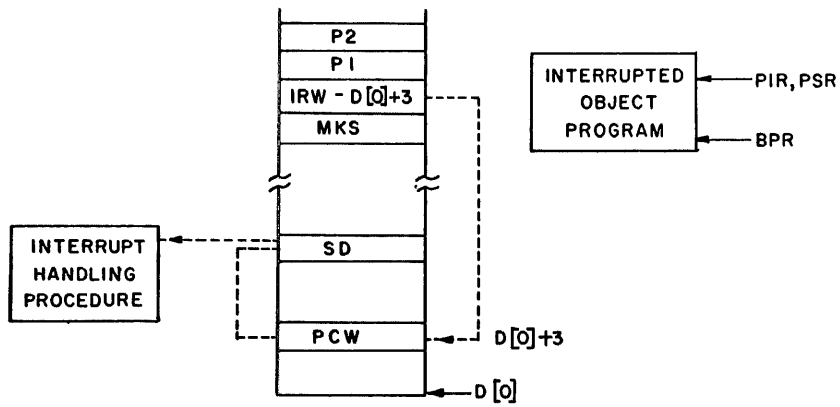 P2
P1
IRW - D[0]+3
MKS
INTERRUPTED
OBJECT
PROGRAM
PIR, PSR
BPR
SD
INTERRUPT
HANDLING
PROCEDURE
PCW
D[0]+3
D[0]